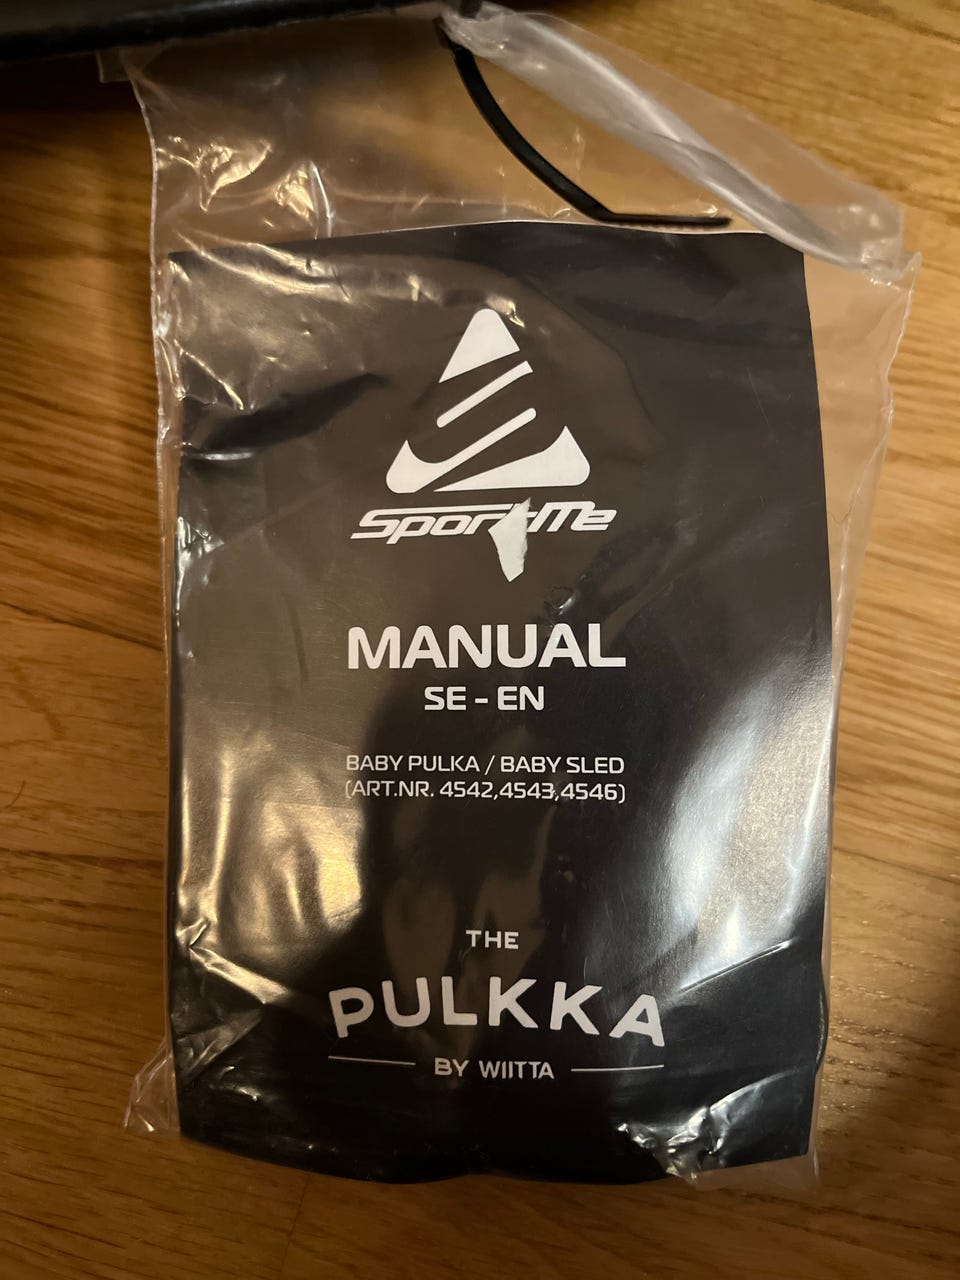 SportMe
MANUAL
SE - EN
BABY PULKA / BABY SLED
(ART.NR. 4542,4543,4546)
THE
PULKKA
BY WIITTA